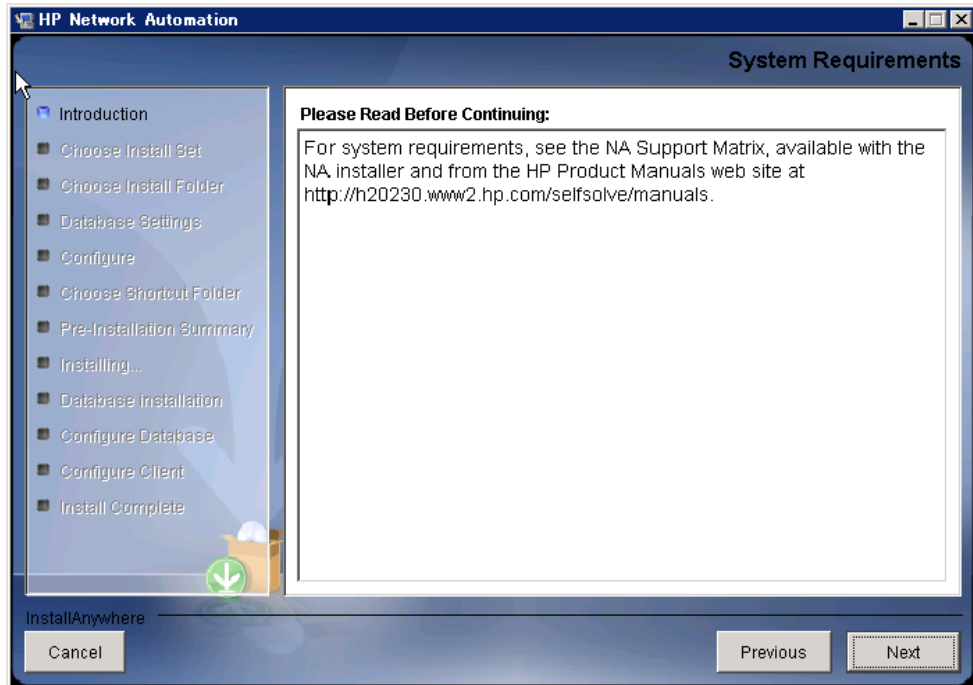 HP Network Automation
System Requirements
Introduction
Choose Install Set
Choose Install Folder
Database Settings
Configure
Choose Shortcut Folder
Pre-Installation Summary
Installing...
Database installation
Configure Database
Configure Client
Install Complete
Please Read Before Continuing:
For system requirements, see the NA Support Matrix, available with the
NA installer and from the HP Product Manuals web site at
http://h20230.www2.hp.com/selfsolve/manuals.
InstallAnywhere
Cancel
Previous
Next